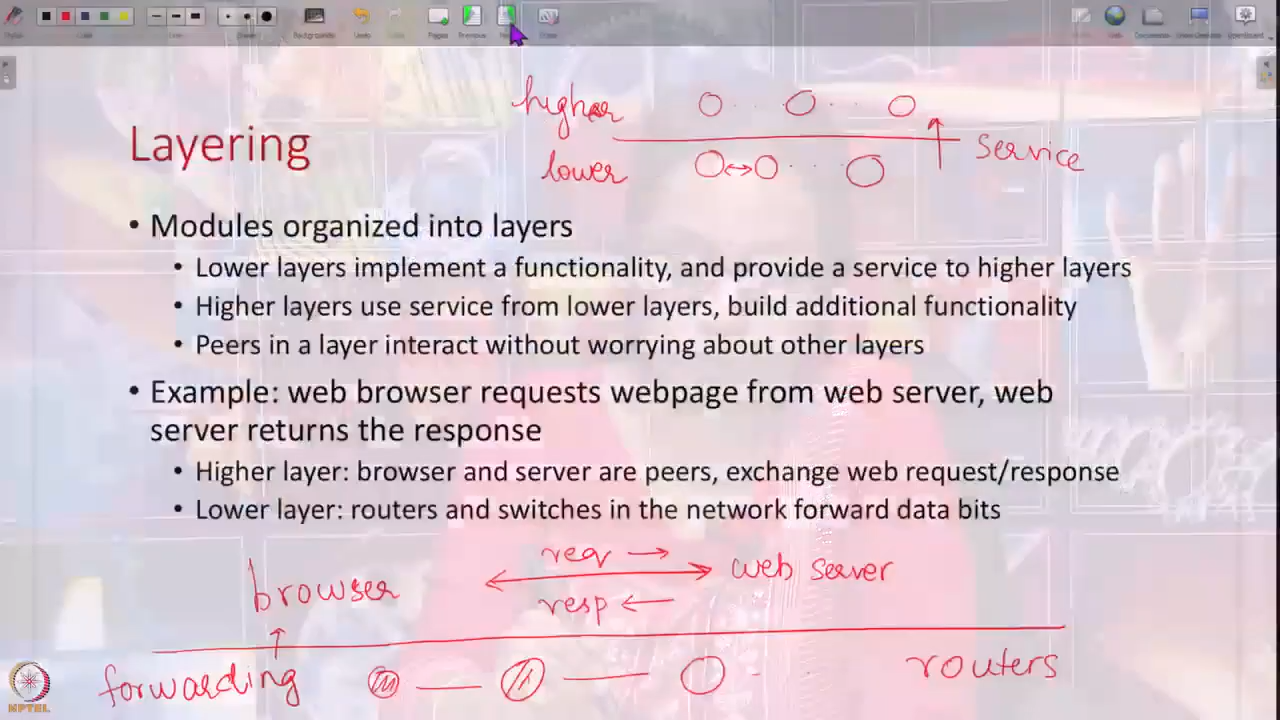 higher
Service
lower
Layering
• Modules organized into layers
• Lower layers implement a functionality, and provide a service to higher layers
• Higher layers use service from lower layers, build additional functionality
• Peers in a layer interact without worrying about other layers
• Example: web browser requests webpage from web server, web
server returns the response
• Higher layer: browser and server are peers, exchange web request/response
• Lower layer: routers and switches in the network forward data bits
req
browser
web server
resp
forwarding
routers
NPTEL